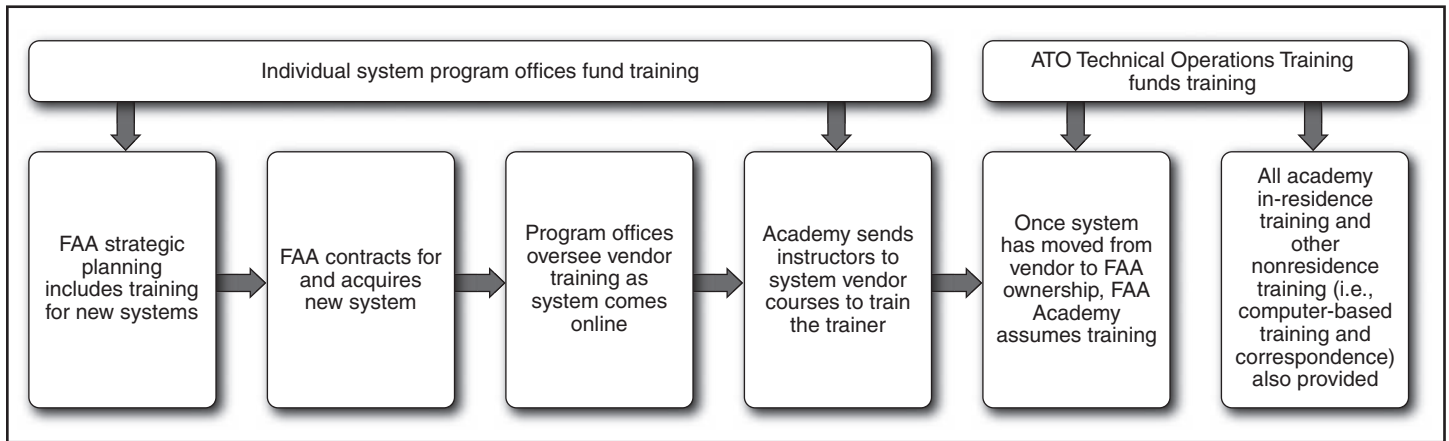 Individual system program offices fund training
ATO Technical Operations Training
funds training
FAA strategic
planning
includes training
for new systems
FAA contracts for
and acquires
new system
Program offices
oversee vendor
training as
system comes
online
Academy sends
instructors to
system vendor
courses to train
the trainer
Once system
has moved from
vendor to FAA
ownership, FAA
Academy
assumes training
All academy
in-residence
training and
other
nonresidence
training (i.e.,
computer-based
training and
correspondence)
also provided